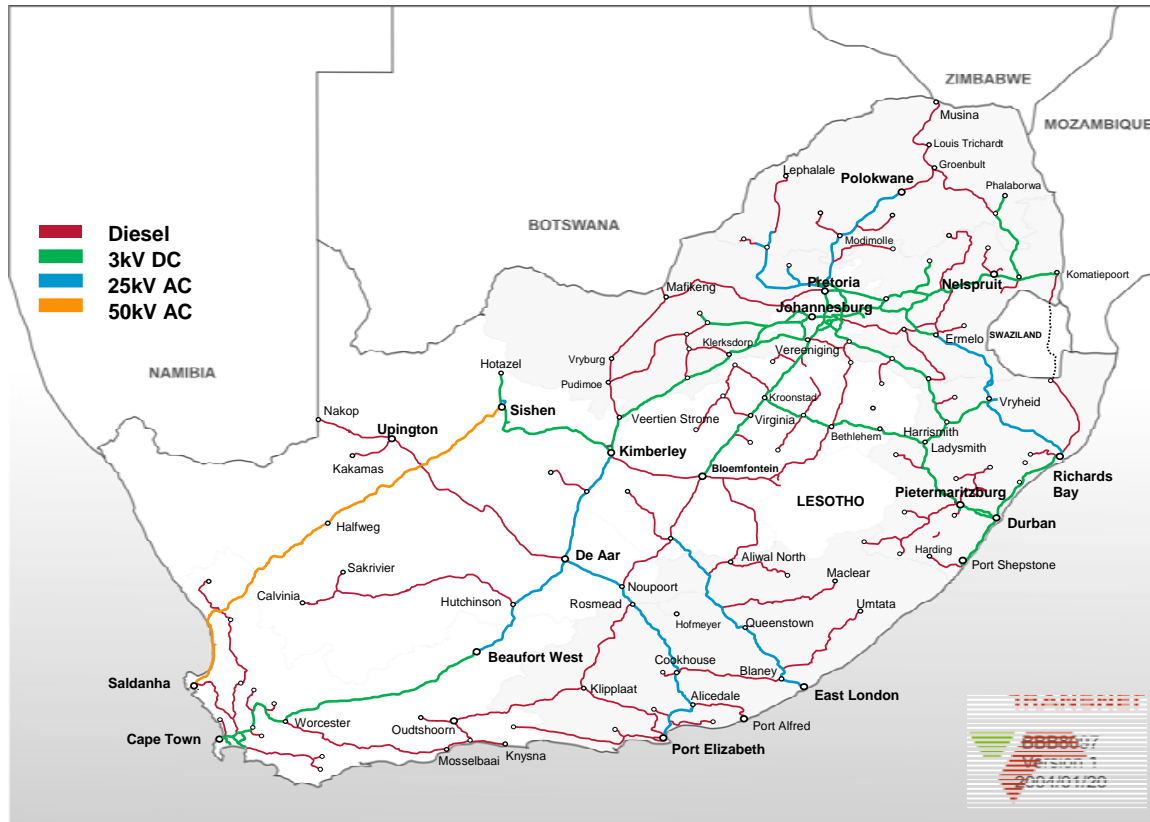 ZIMBABWE
MOZAMBIQUE
Musina
Louis Trichardt
Groenbult
Lephalale
Polokwane
Phalaborwa
BOTSWANA
Diesel
3kV DC
25kV AC
50kV AC
Modimolle
Komatiepoort
Pretoria
Nelspruit
Mafikeng
Johannesburg
SWAZILAND
Ermelo
Klerksdorp
Vereeniging
Vryburg
Hotazel
NAMIBIA
Pudimoe
Sishen
Kroonstad
Vryheid
Nakop
Veertien Strome
Virginia
Upington
Harrismith
Bethlehem
Ladysmith
Kakamas
Kimberley
Bloemfontein
Richards
Bay
LESOTHO
Pietermaritzburg
Halfweg
Durban
Harding
De Aar
Aliwal North
Port Shepstone
Sakrivier
Maclear
Noupoort
Calvinia
Hutchinson
Rosmead
Umtata
Hofmeyer
Queenstown
Beaufort West
Cookhouse
Blaney
Saldanha
Klipplaat
East London
Alicedale
Worcester
Oudtshoorn
Port Alfred
Cape Town
Mosselbaai
Knysna
Port Elizabeth
TRANSNET
Version 1
2004/01/20